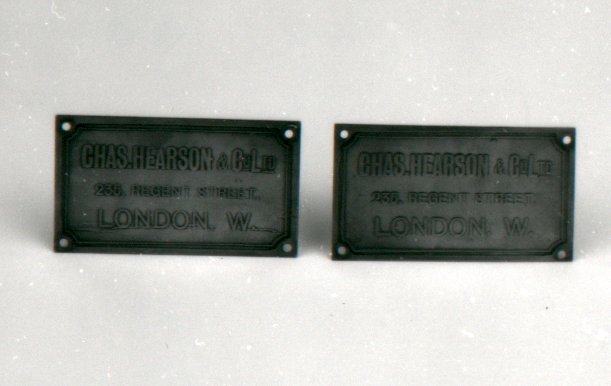 CHAS. HEARSON & Co LTD
235, REGENT STREET,
LONDON. W.
CHAS. HEARSON & Co LTD
235, REGENT STREET,
LONDON. W.